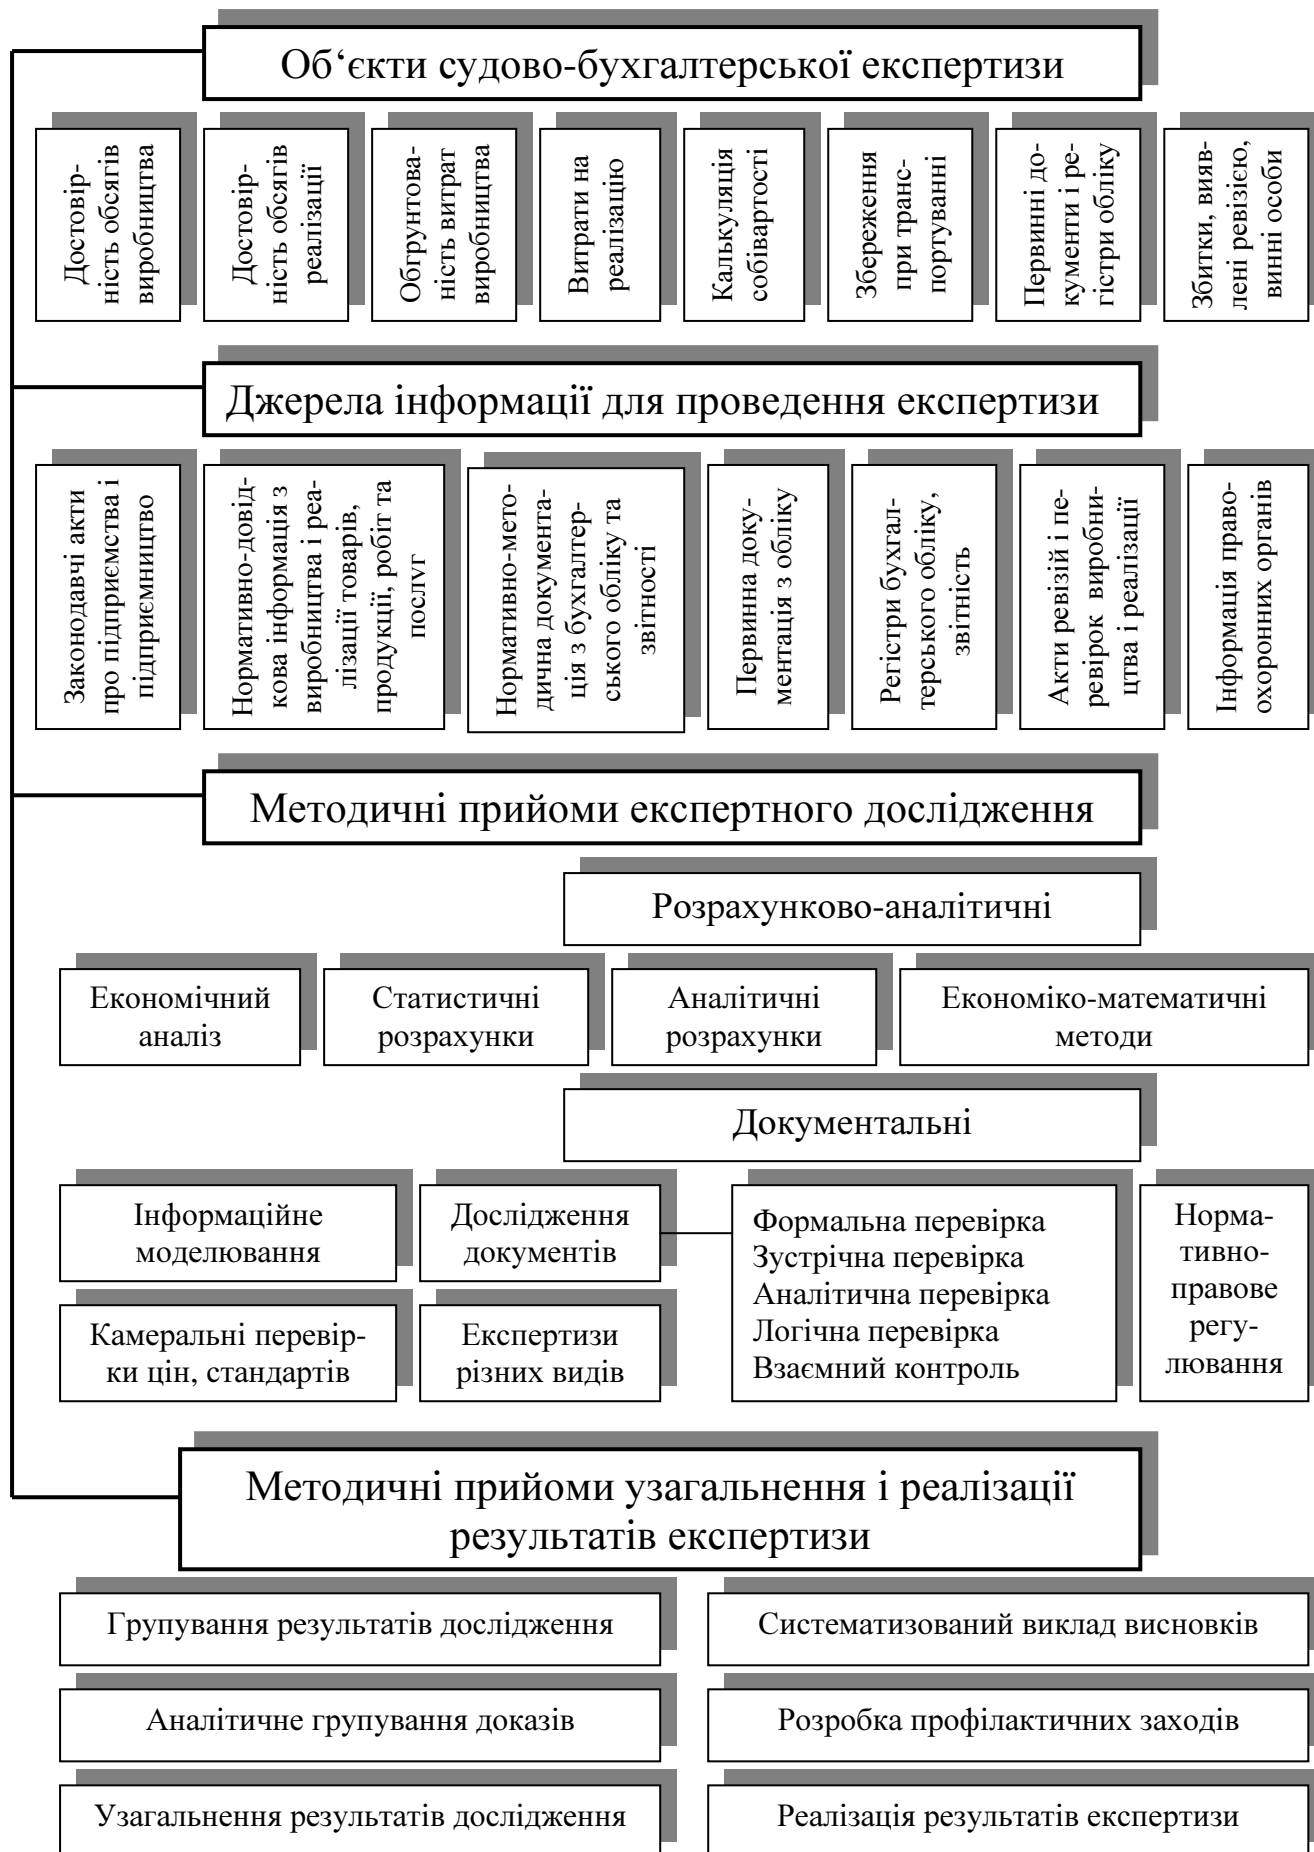 Об‘єкти судово-бухгалтерської експертизи
Достовір-
ність обсягів
виробництва
Достовір-
ність обсягів
реалізації
Обгрунтова-
ність витрат
виробництва
Витрати на
реалізацію
Калькуляція
собівартості
Збереження
при транс-
портуванні
Первинні до-
кументи і ре-
гістри обліку
Збитки, вияв-
лені ревізією,
винні особи
Джерела інформації для проведення експертизи
Законодавчі акти
про підприємства і
підприємництво
Нормативно-довід-
кова інформація з
виробництва і реа-
лізації товарів,
продукції, робіт та
послуг
Нормативно-мето-
дична документа-
ція з бухгалтер-
ського обліку та
звітності
Первинна доку-
ментація з обліку
Регістри бухгал-
терського обліку,
звітність
Акти ревізій і пе-
ревірок виробни-
цтва і реалізації
Інформація право-
охоронних органів
Методичні прийоми експертного дослідження
Розрахунково-аналітичні
Економічний
аналіз
Статистичні
розрахунки
Аналітичні
розрахунки
Економіко-математичні
методи
Документальні
Інформаційне
моделювання
Дослідження
документів
Формальна перевірка
Зустрічна перевірка
Аналітична перевірка
Логічна перевірка
Взаємний контроль
Норма-
тивно-
правове
регу-
лювання
Камеральні перевір-
ки цін, стандартів
Експертизи
різних видів
Методичні прийоми узагальнення і реалізації
результатів експертизи
Групування результатів дослідження
Систематизований виклад висновків
Аналітичне групування доказів
Розробка профілактичних заходів
Узагальнення результатів дослідження
Реалізація результатів експертизи